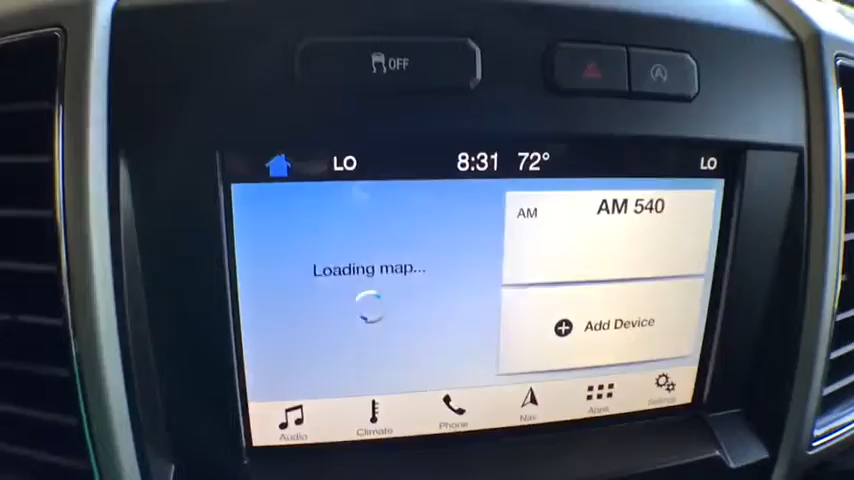 OFF
LO 8:31 72° LO
AM AM 540
Loading map...
Add Device
Audio Climate Phone Nav Apps Settings